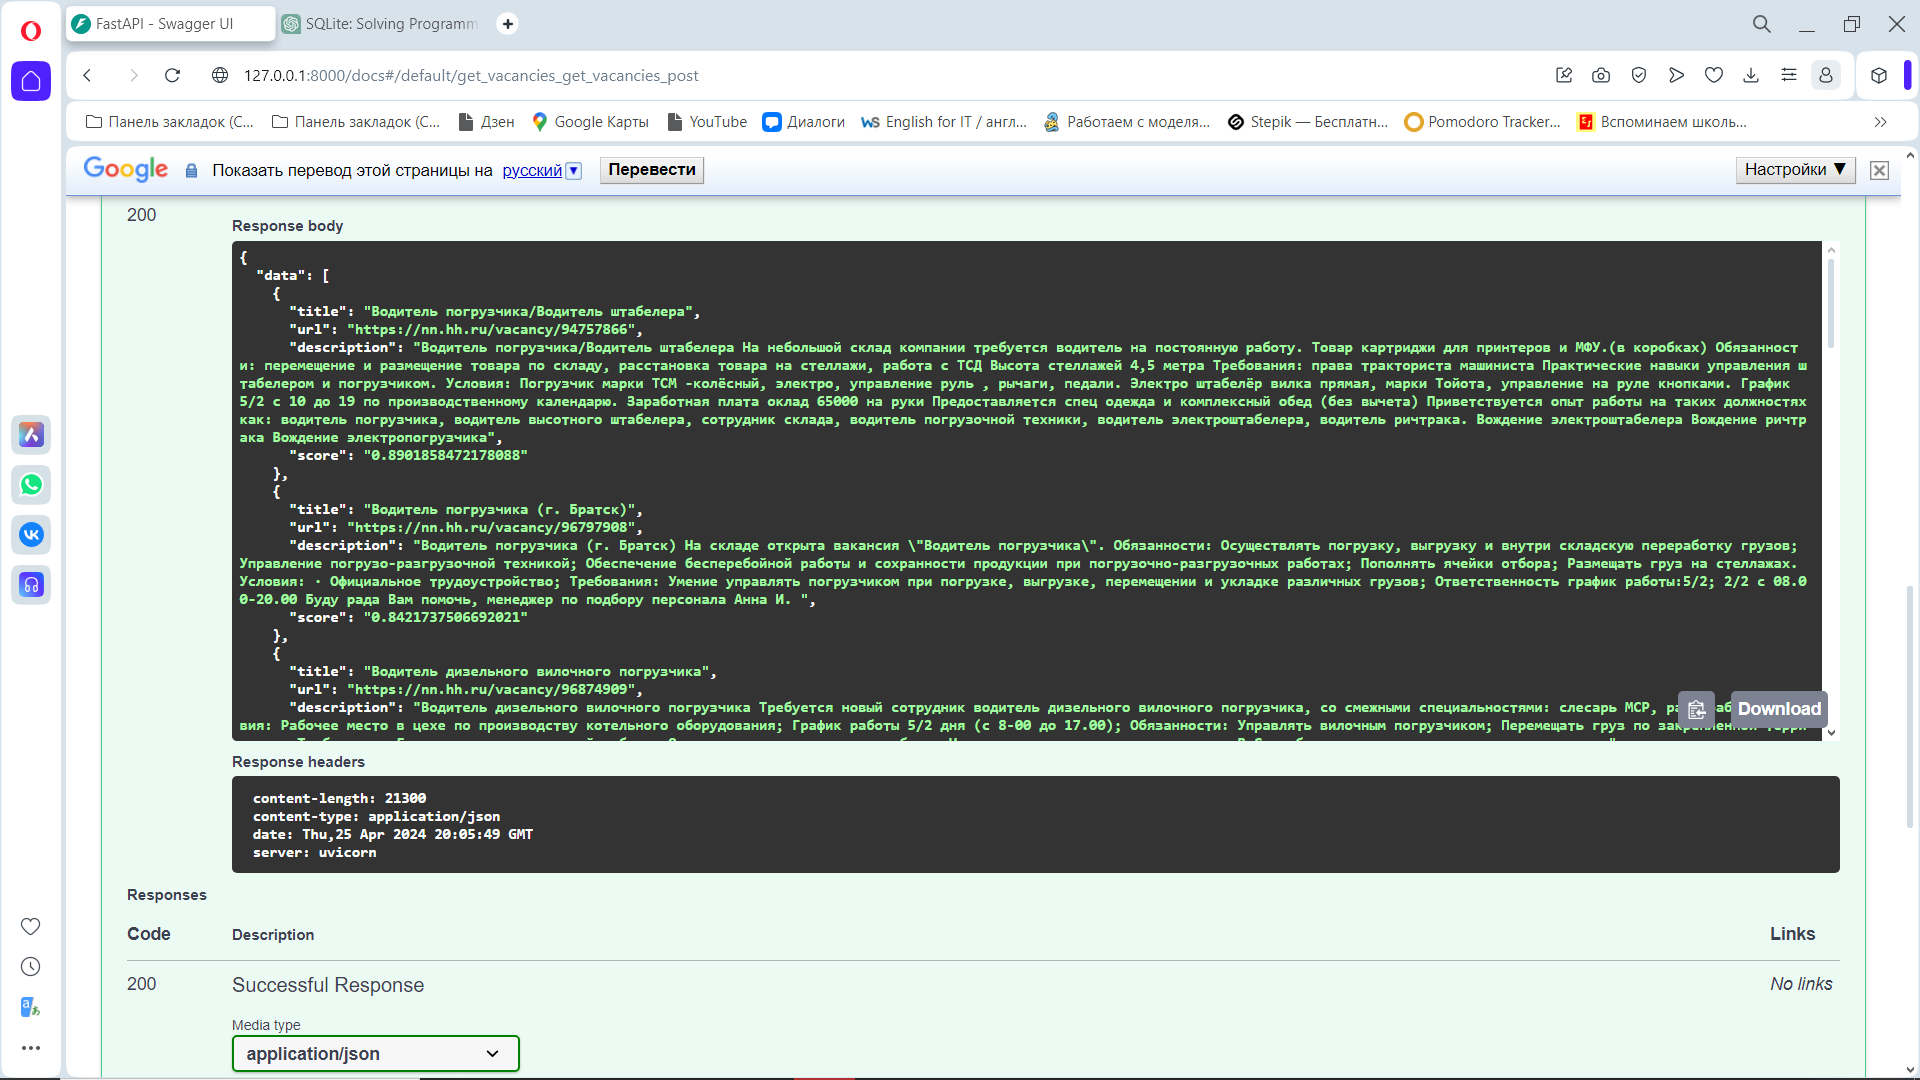 FastAPI - Swagger UI
SQLite: Solving Programm
127.0.0.1:8000/docs#/default/get_vacancies_get_vacancies_post
Панель закладок (С...
Панель закладок (С...
Дзен
Google Карты
YouTube
Диалоги
English for IT / англ...
Работаем с моделя...
Stepik — Бесплатн...
Pomodoro Tracker...
Вспоминаем школь...
Google
Показать перевод этой страницы на русский
Перевести
Настройки ▼
200
Response body
{
"data": [
{
"title": "Водитель погрузчика/Водитель штабелера",
"url": "https://nn.hh.ru/vacancy/94757866",
"description": "Водитель погрузчика/Водитель штабелера На небольшой склад компании требуется водитель на постоянную работу. Товар картриджи для принтеров и МФУ.(в коробках) Обязанност
и: перемещение и размещение товара по складу, расстановка товара на стеллажи, работа с ТСД Высота стеллажей 4,5 метра Требования: права тракториста машиниста Практические навыки управления ш
табелером и погрузчиком. Условия: Погрузчик марки ТСМ -колёсный, электро, управление руль , рычаги, педали. Электро штабелёр вилка прямая, марки Тойота, управление на руле кнопками. График
5/2 с 10 до 19 по производственному календарю. Заработная плата оклад 65000 на руки Предоставляется спец одежда и комплексный обед (без вычета) Приветствуется опыт работы на таких должностях
как: водитель погрузчика, водитель высотного штабелера, сотрудник склада, водитель погрузочной техники, водитель электроштабелера, водитель ричтрака. Вождение электроштабелера Вождение ричтр
ака Вождение электропогрузчика",
"score": "0.8901858472178088"
},
{
"title": "Водитель погрузчика (г. Братск)",
"url": "https://nn.hh.ru/vacancy/96797908",
"description": "Водитель погрузчика (г. Братск) На складе открыта вакансия \"Водитель погрузчика\". Обязанности: Осуществлять погрузку, выгрузку и внутри складскую переработку грузов;
Управление погрузо-разгрузочной техникой; Обеспечение бесперебойной работы и сохранности продукции при погрузочно-разгрузочных работах; Пополнять ячейки отбора; Размещать груз на стеллажах.
Условия: · Официальное трудоустройство; Требования: Умение управлять погрузчиком при погрузке, выгрузке, перемещении и укладке различных грузов; Ответственность график работы:5/2; 2/2 с 08.0
0-20.00 Буду рада Вам помочь, менеджер по подбору персонала Анна И. ",
"score": "0.8421737506692021"
},
{
"title": "Водитель дизельного вилочного погрузчика",
"url": "https://nn.hh.ru/vacancy/96874909",
"description": "Водитель дизельного вилочного погрузчика Требуется новый сотрудник водитель дизельного вилочного погрузчика, со смежными специальностями: слесарь МСР,
вия: Рабочее место в цехе по производству котельного оборудования; График работы 5/2 дня (с 8-00 до 17.00); Обязанности: Управлять вилочным погрузчиком; Перемещать груз по
Download
Response headers
content-length: 21300
content-type: application/json
date: Thu,25 Apr 2024 20:05:49 GMT
server: uvicorn
Responses
Code
Description
Links
200
Successful Response
No links
Media type
application/json